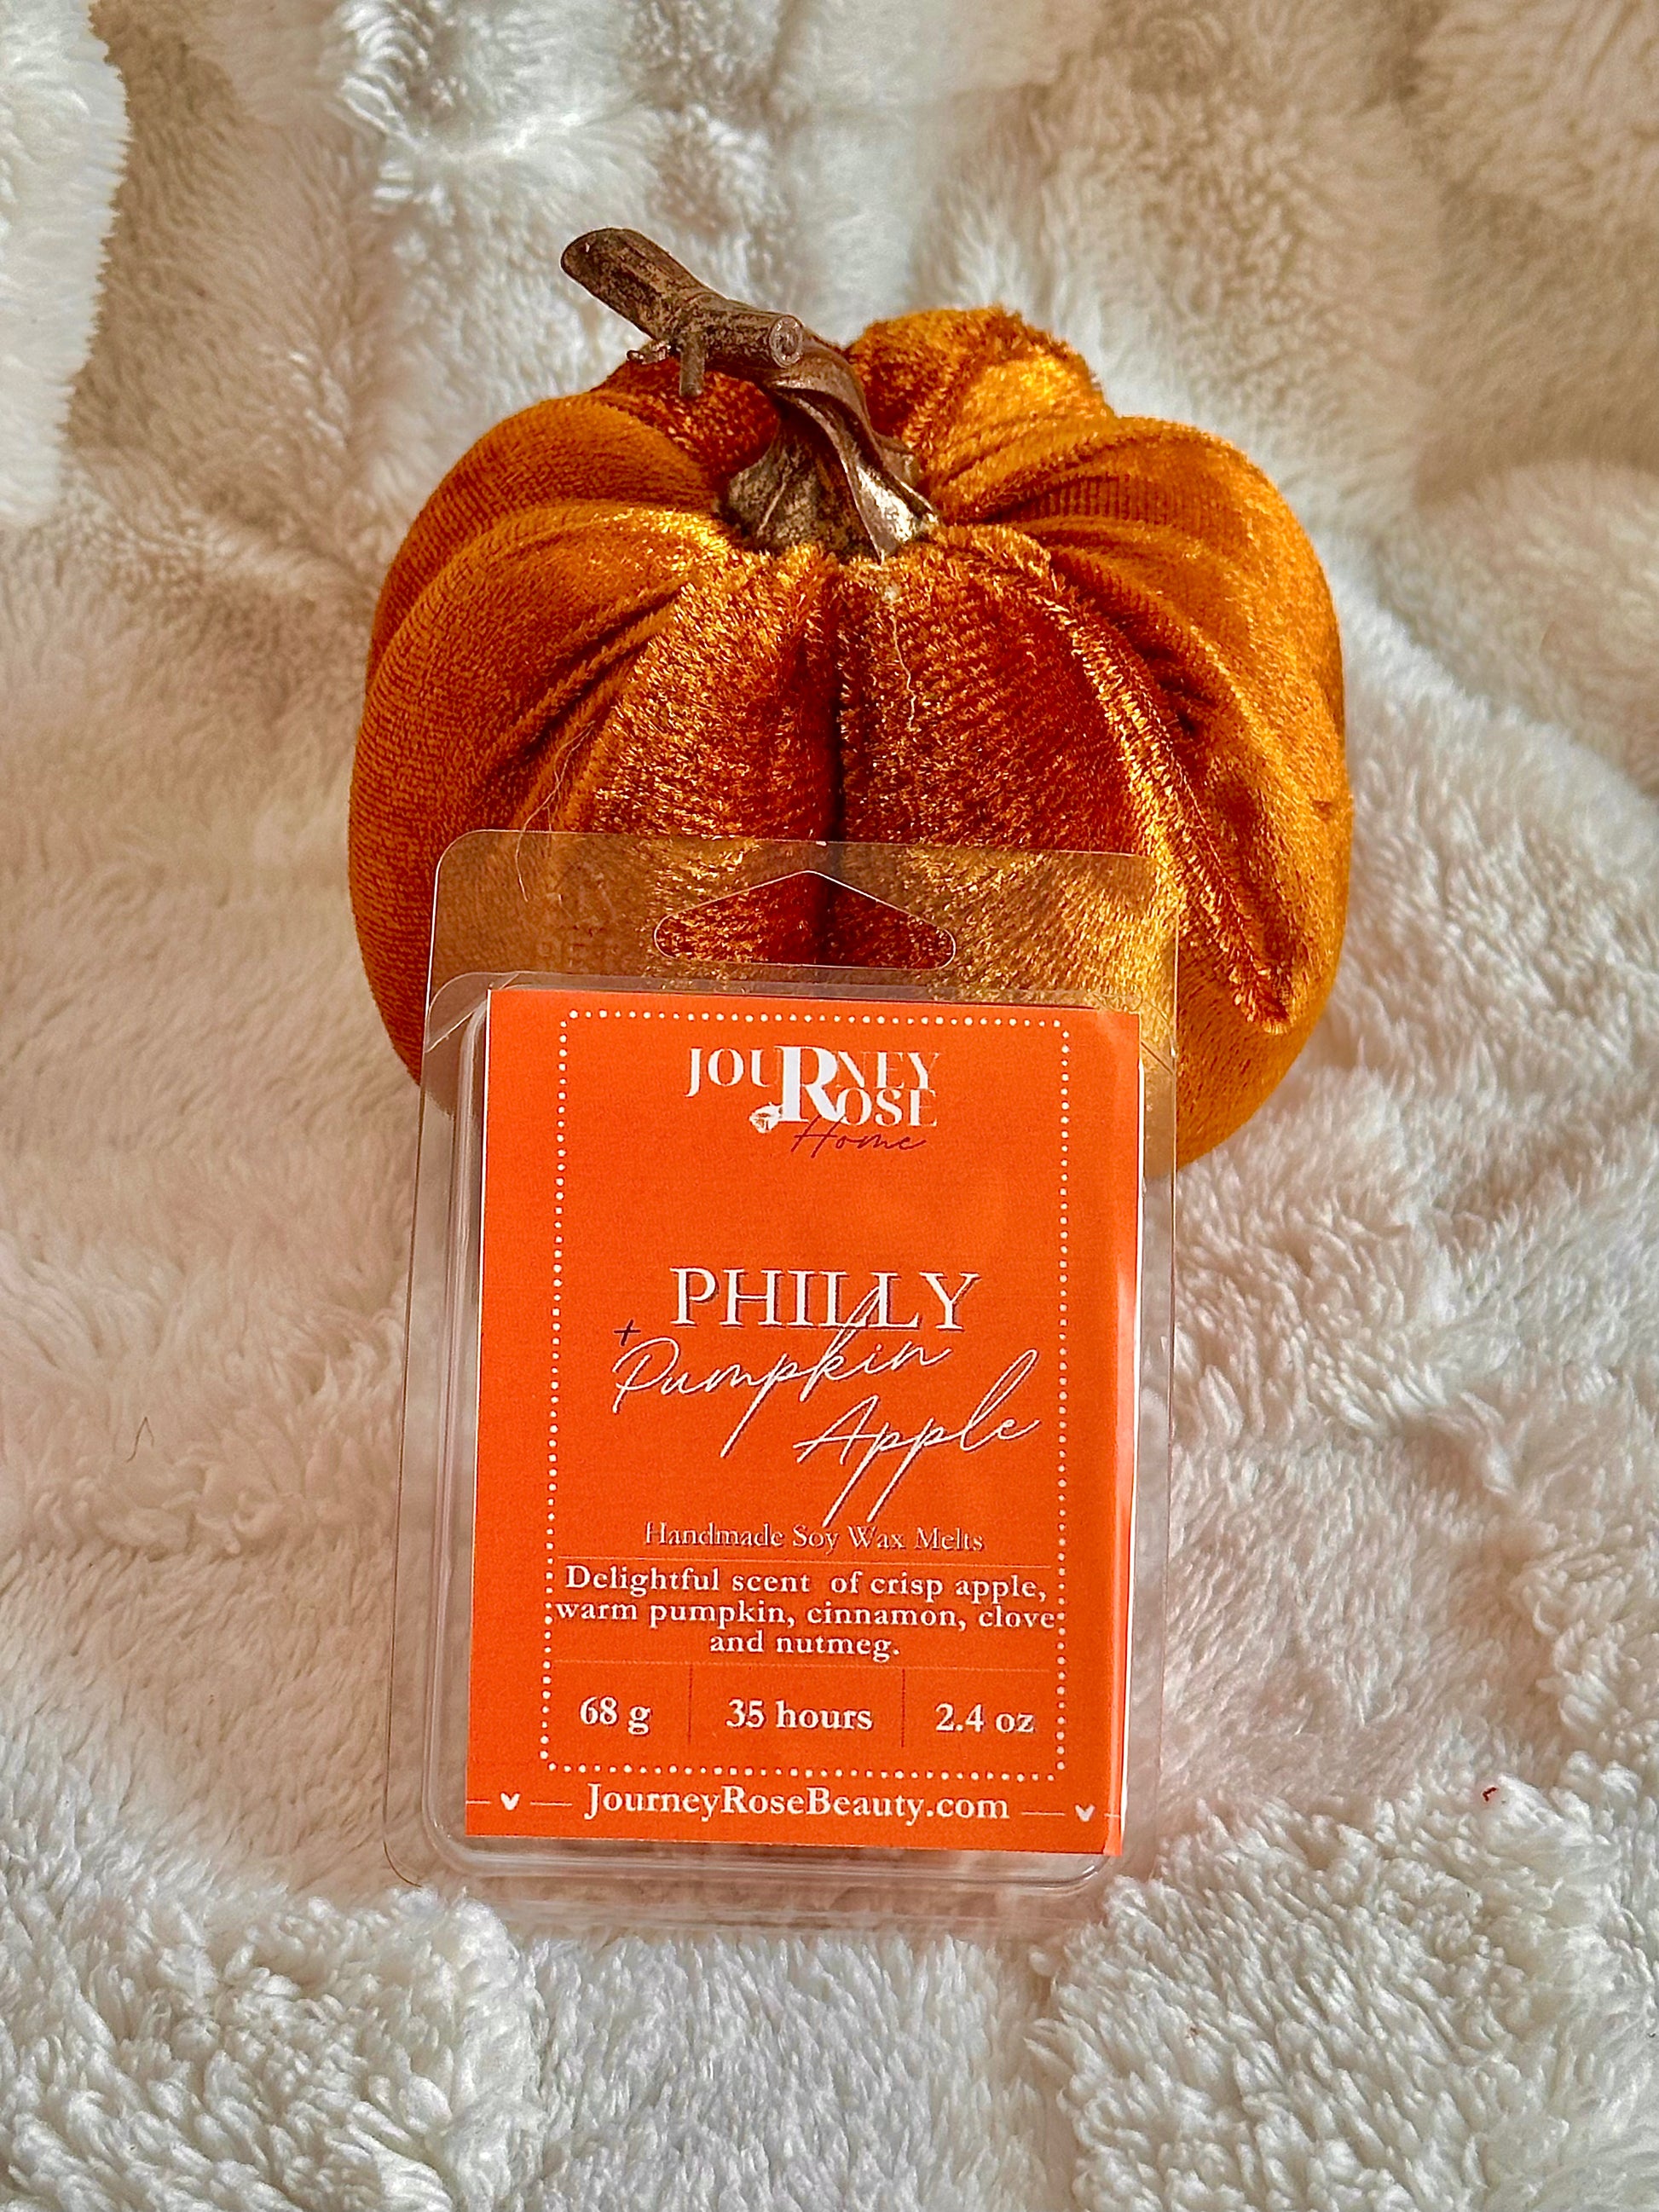 JOURNEY
ROSE
Home
PHILLY
+
Pumpkin
Apple
Handmade Soy Wax Melts
Delightful scent of crisp apple,
warm pumpkin, cinnamon, clove
and nutmeg.
68 g 35 hours 2.4 oz
JourneyRoseBeauty.com